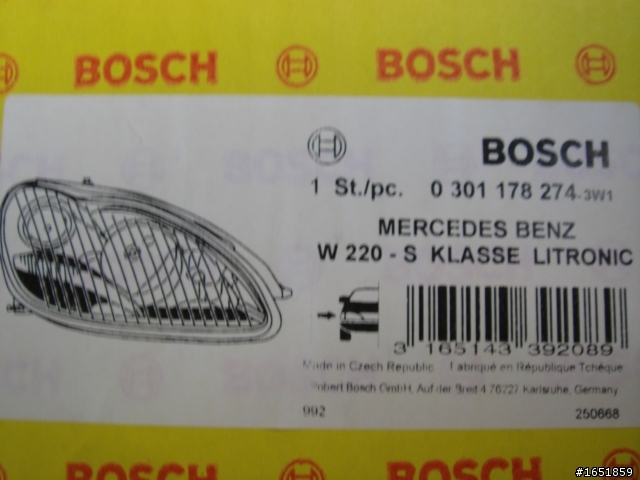 BOSCH BOSCH
BOSCH
1 St./pc. 0 301 178 274-3W1
MERCEDES BENZ
W 220 - S KLASSE LITRONIC
3 165143 392089
Made in Czech Republic Fabriqué en République Tchèque
Robert Bosch GmbH, Auf der Breit 4 76227 Karlsruhe, Germany
992 250668
BOSCH BOSCH
#1651859